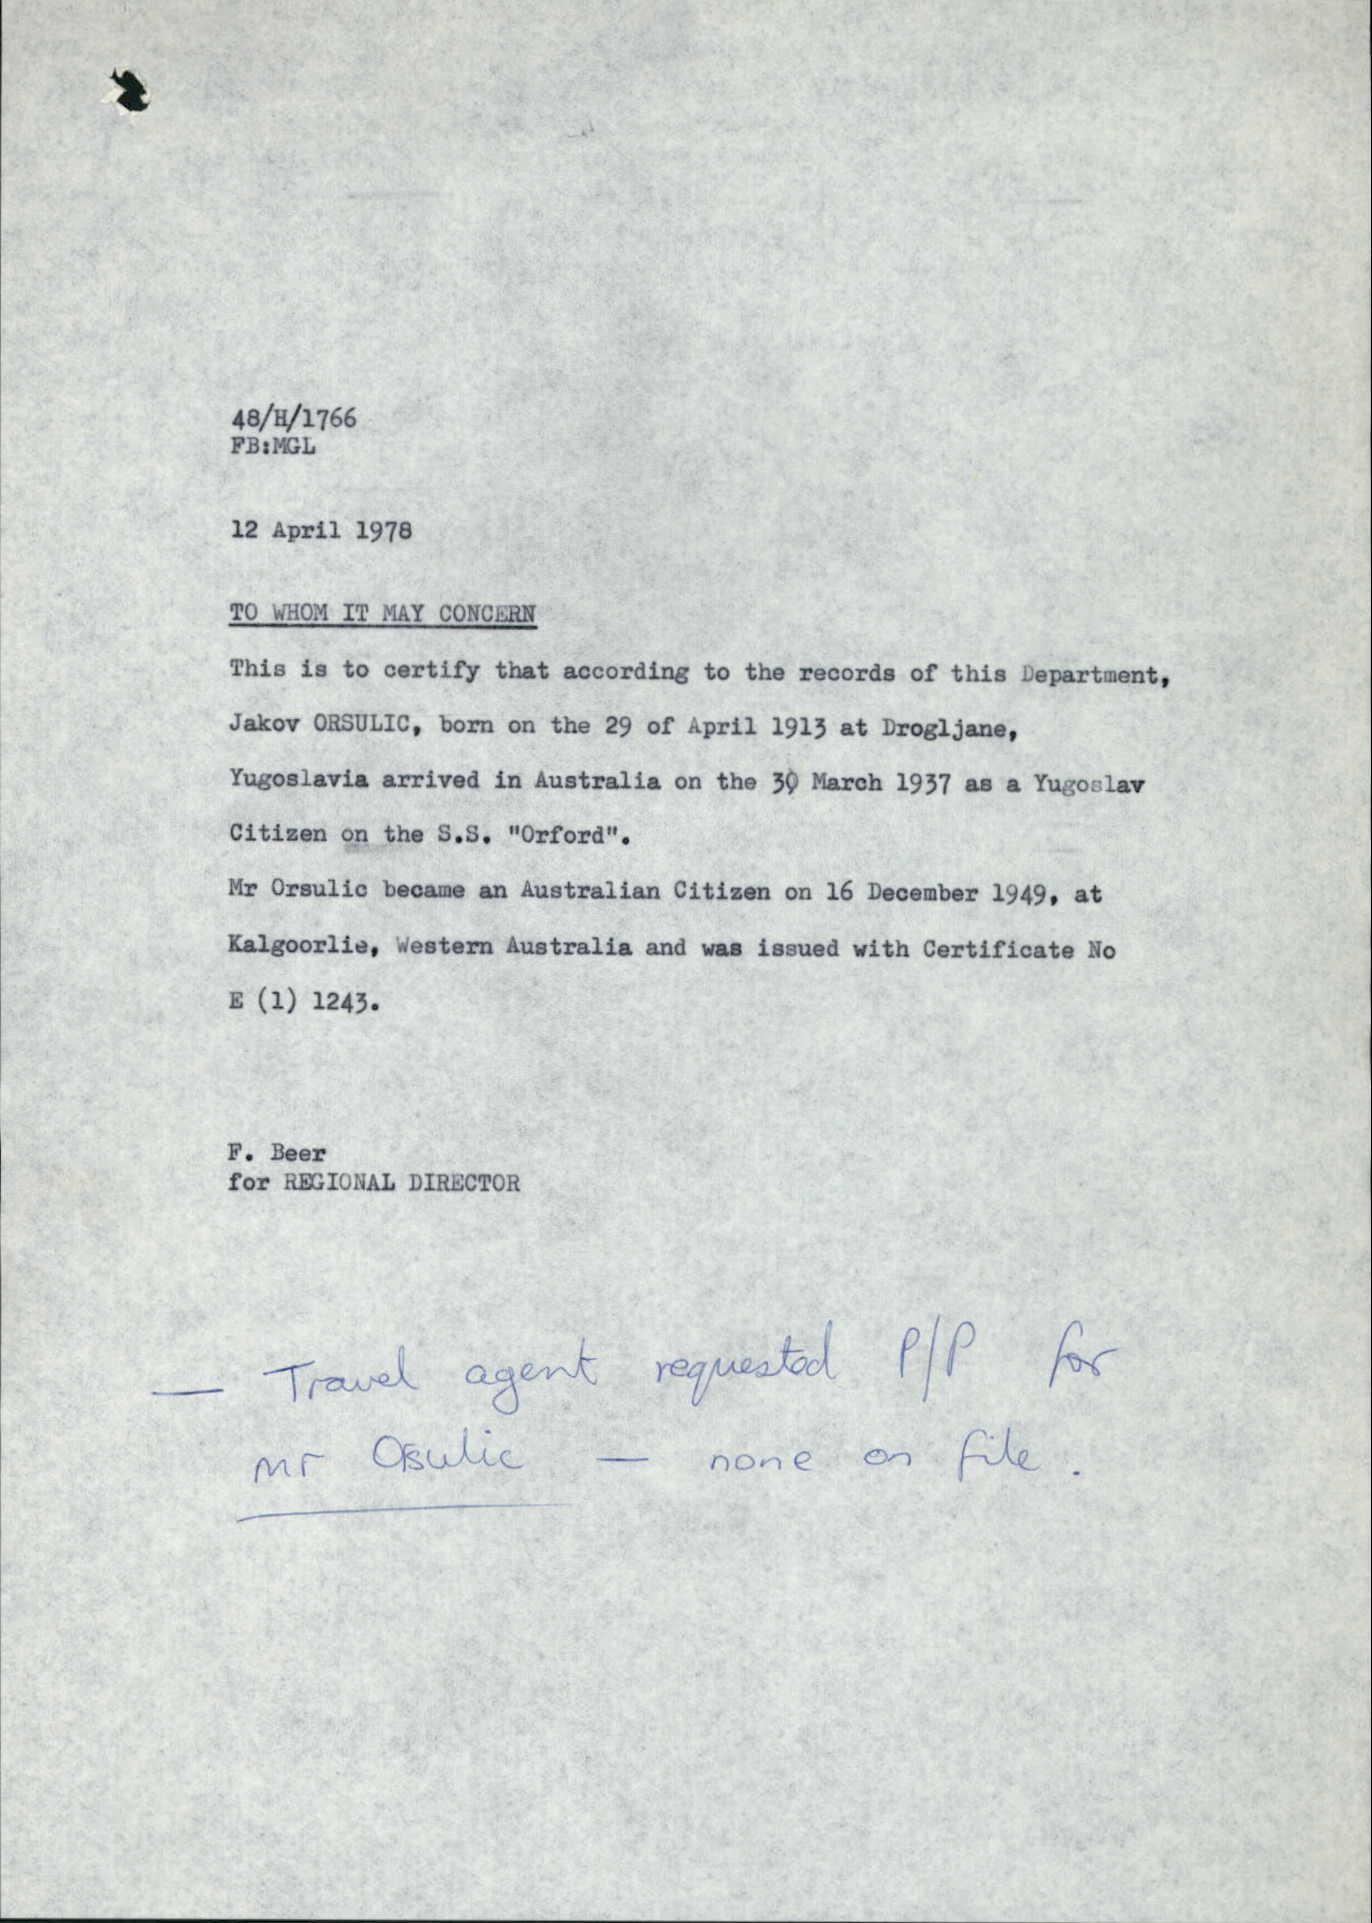 48/H/1766
FB:MGL
12 April 1978
TO WHOM IT MAY CONCERN
This is to certify that according to the records of this Department,
Jakov ORSULIC, born on the 29 of April 1913 at Drogljane,
Yugoslavia arrived in Australia on the 30 March 1937 as a Yugoslav
Citizen on the S.S. "Orford".
Mr Orsulic became an Australian Citizen on 16 December 1949, at
Kalgoorlie, Western Australia and was issued with Certificate No
E (1) 1243.
F. Beer
for REGIONAL DIRECTOR
— Travel agent requested P/P for
Mr Orsulic — none on file.